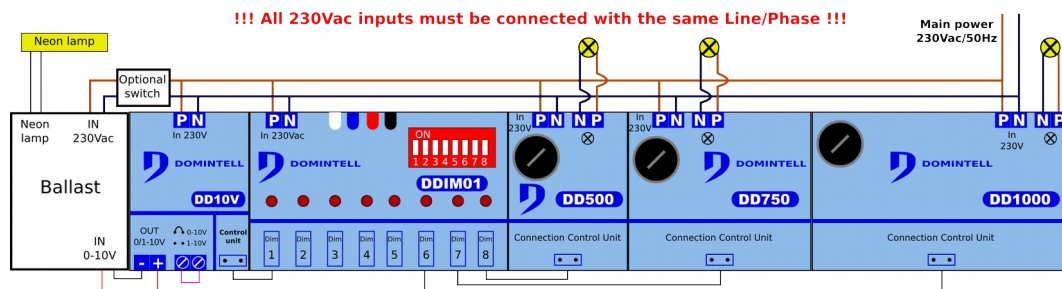 !!! All 230Vac inputs must be connected with the same Line/Phase !!!
Main power
230Vac/50Hz
Neon lamp
Optional
switch
Neon
lamp
IN
230Vac
Ballast
IN
0-10V
P N
In 230V
DOMINTELL
DD10V
OUT
0/1-10V
0-10V
1-10V
- +
Control
unit
P N
In 230Vac
ON
1 2 3 4 5 6 7 8
DOMINTELL
DDIM01
Dim
1
Dim
2
Dim
3
Dim
4
Dim
5
Dim
6
Dim
7
Dim
8
In
230V
P N
N P
DD500
Connection Control Unit
In
230V
P N
N P
DOMINTELL
DD750
Connection Control Unit
P N
In
230V
N P
DOMINTELL
DD1000
Connection Control Unit